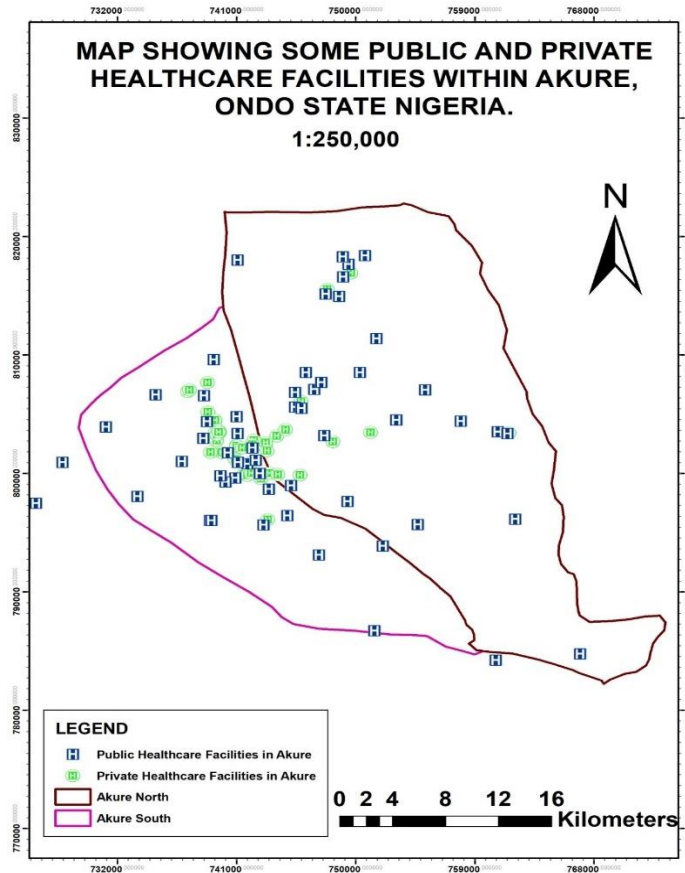 732000 741000 750000 759000 768000
MAP SHOWING SOME PUBLIC AND PRIVATE
HEALTHCARE FACILITIES WITHIN AKURE,
ONDO STATE NIGERIA.
1:250,000
N
830000
820000
810000
800000
790000
780000
770000
LEGEND
H Public Healthcare Facilities in Akure
H Private Healthcare Facilities in Akure
Akure North
Akure South
0 2 4 8 12 16
Kilometers
732000 741000 750000 759000 768000